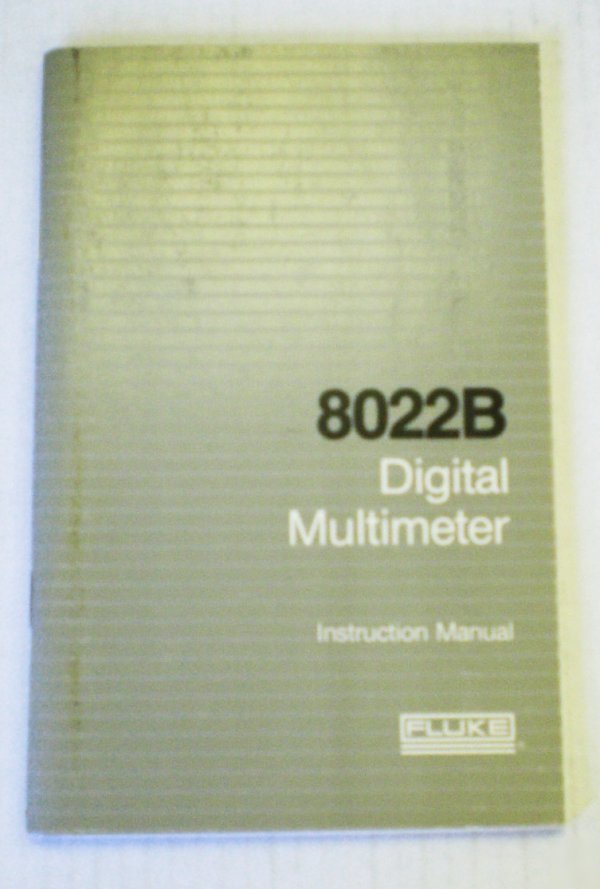 8022B
Digital
Multimeter
Instruction Manual
FLUKE